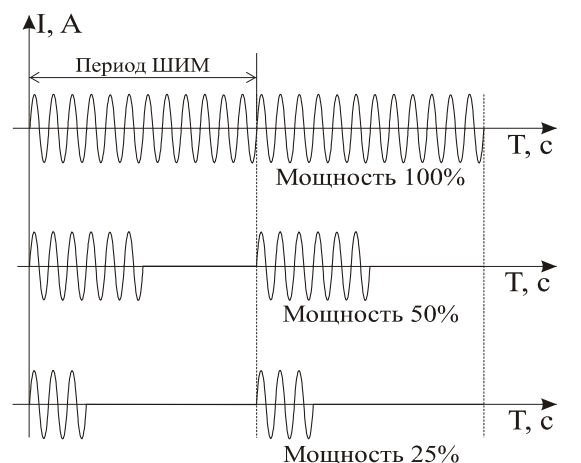 I, А
Период ШИМ
Т, с
Мощность 100%
Т, с
Мощность 50%
Т, с
Мощность 25%